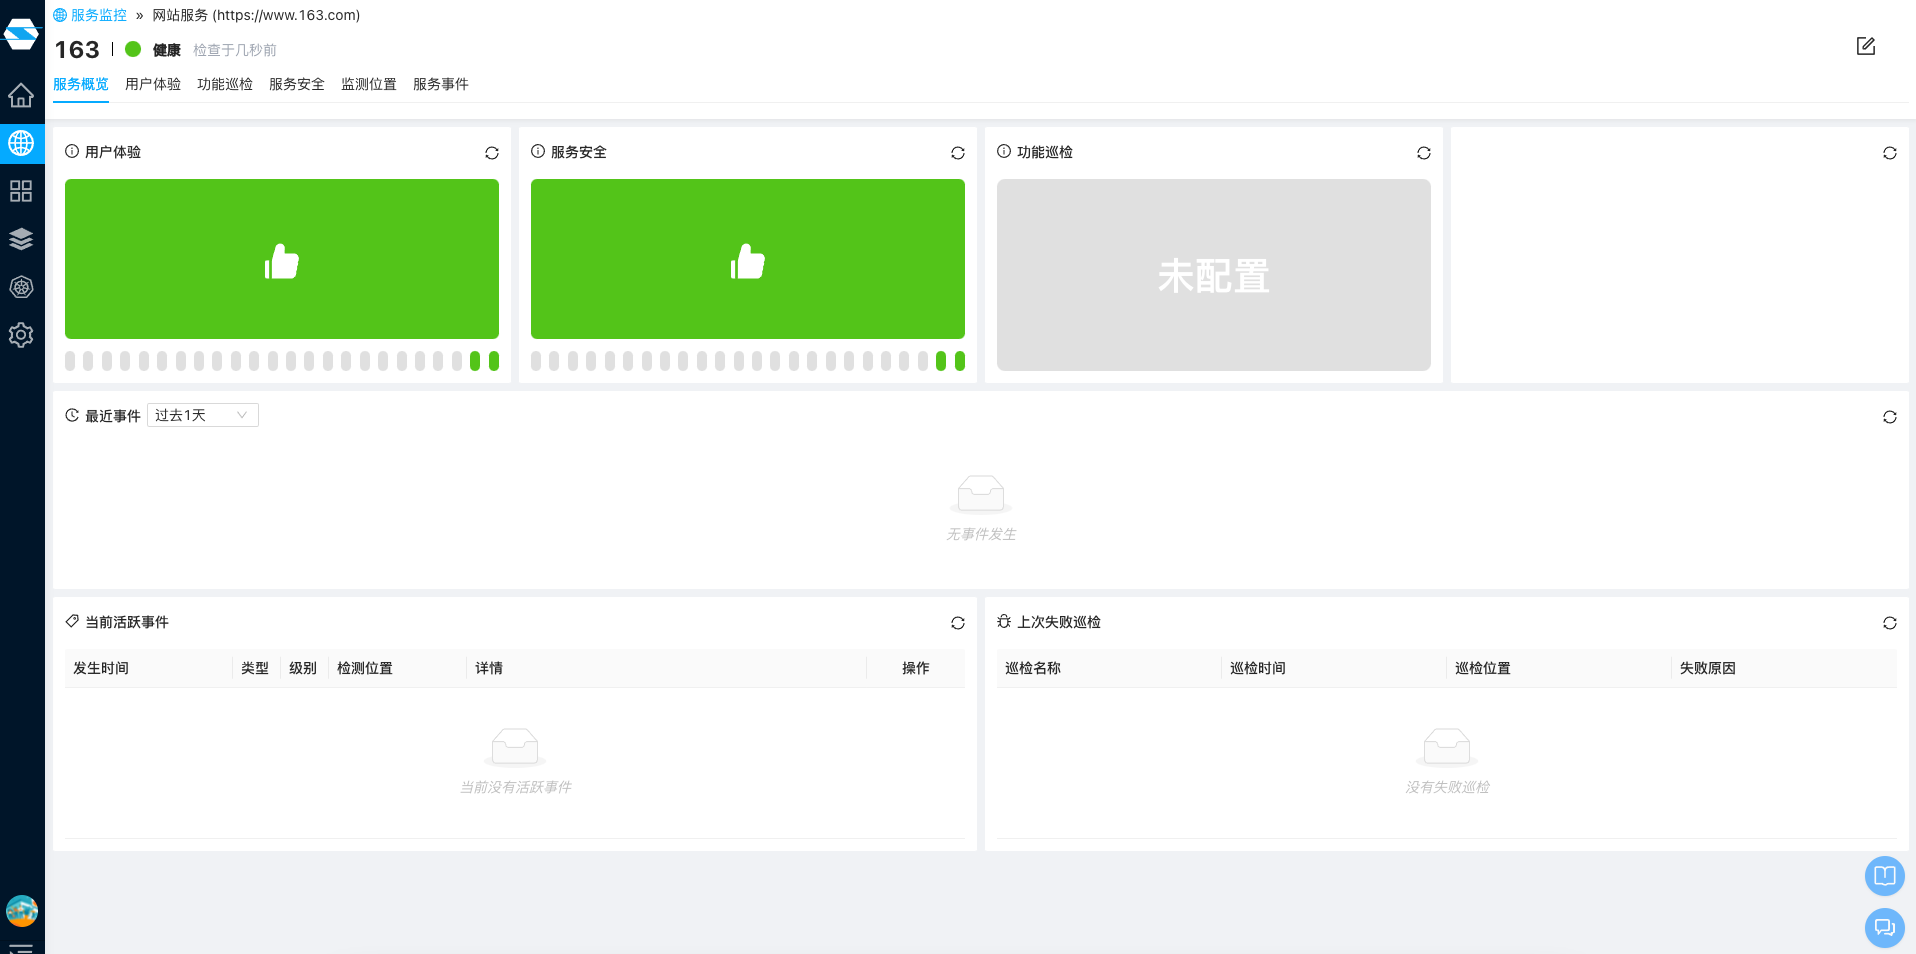 服务监控 » 网站服务 (https://www.163.com)
163 健康 检查于几秒前
服务概览 用户体验 功能巡检 服务安全 监测位置 服务事件
用户体验
服务安全
功能巡检
未配置
最近事件 过去1天
无事件发生
当前活跃事件
发生时间 类型 级别 检测位置 详情 操作
当前没有活跃事件
上次失败巡检
巡检名称 巡检时间 巡检位置 失败原因
没有失败巡检